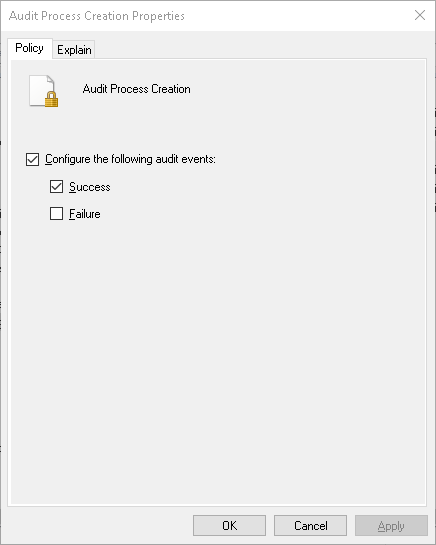 Audit Process Creation Properties
Policy
Explain
Audit Process Creation
Configure the following audit events:
Success
Failure
OK
Cancel
Apply